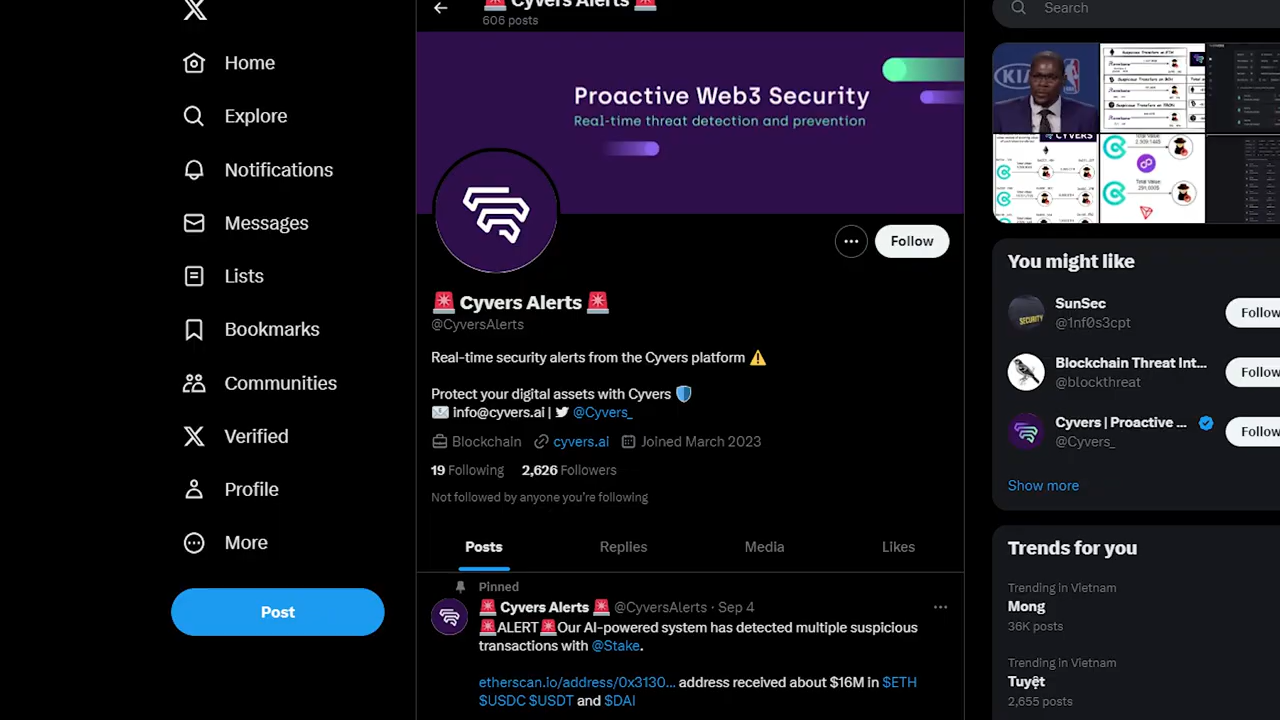 Home
Explore
Notifications
Messages
Lists
Bookmarks
Communities
Verified
Profile
More
Post
Cyvers Alerts
606 posts
Proactive Web3 Security
Real-time threat detection and prevention
Follow
🚨 Cyvers Alerts 🚨
@CyversAlerts
Real-time security alerts from the Cyvers platform ⚠️
Protect your digital assets with Cyvers 🛡️
✉️ info@cyvers.ai | @Cyvers_
Blockchain cyvers.ai Joined March 2023
19 Following 2,626 Followers
Not followed by anyone you're following
Posts Replies Media Likes
Pinned
🚨 Cyvers Alerts 🚨 @CyversAlerts · Sep 4
🚨ALERT🚨Our AI-powered system has detected multiple suspicious
transactions with @Stake.
etherscan.io/address/0x3130... address received about $16M in $ETH
$USDC $USDT and $DAI
Search
KIA
NBA
CYVERS
You might like
SECURITY
SunSec
@1nf0s3cpt
Follow
Blockchain Threat Int...
@blockthreat
Follow
Cyvers | Proactive ...
@Cyvers_
Follow
Show more
Trends for you
Trending in Vietnam
Mong
36K posts
Trending in Vietnam
Tuyệt
2,655 posts